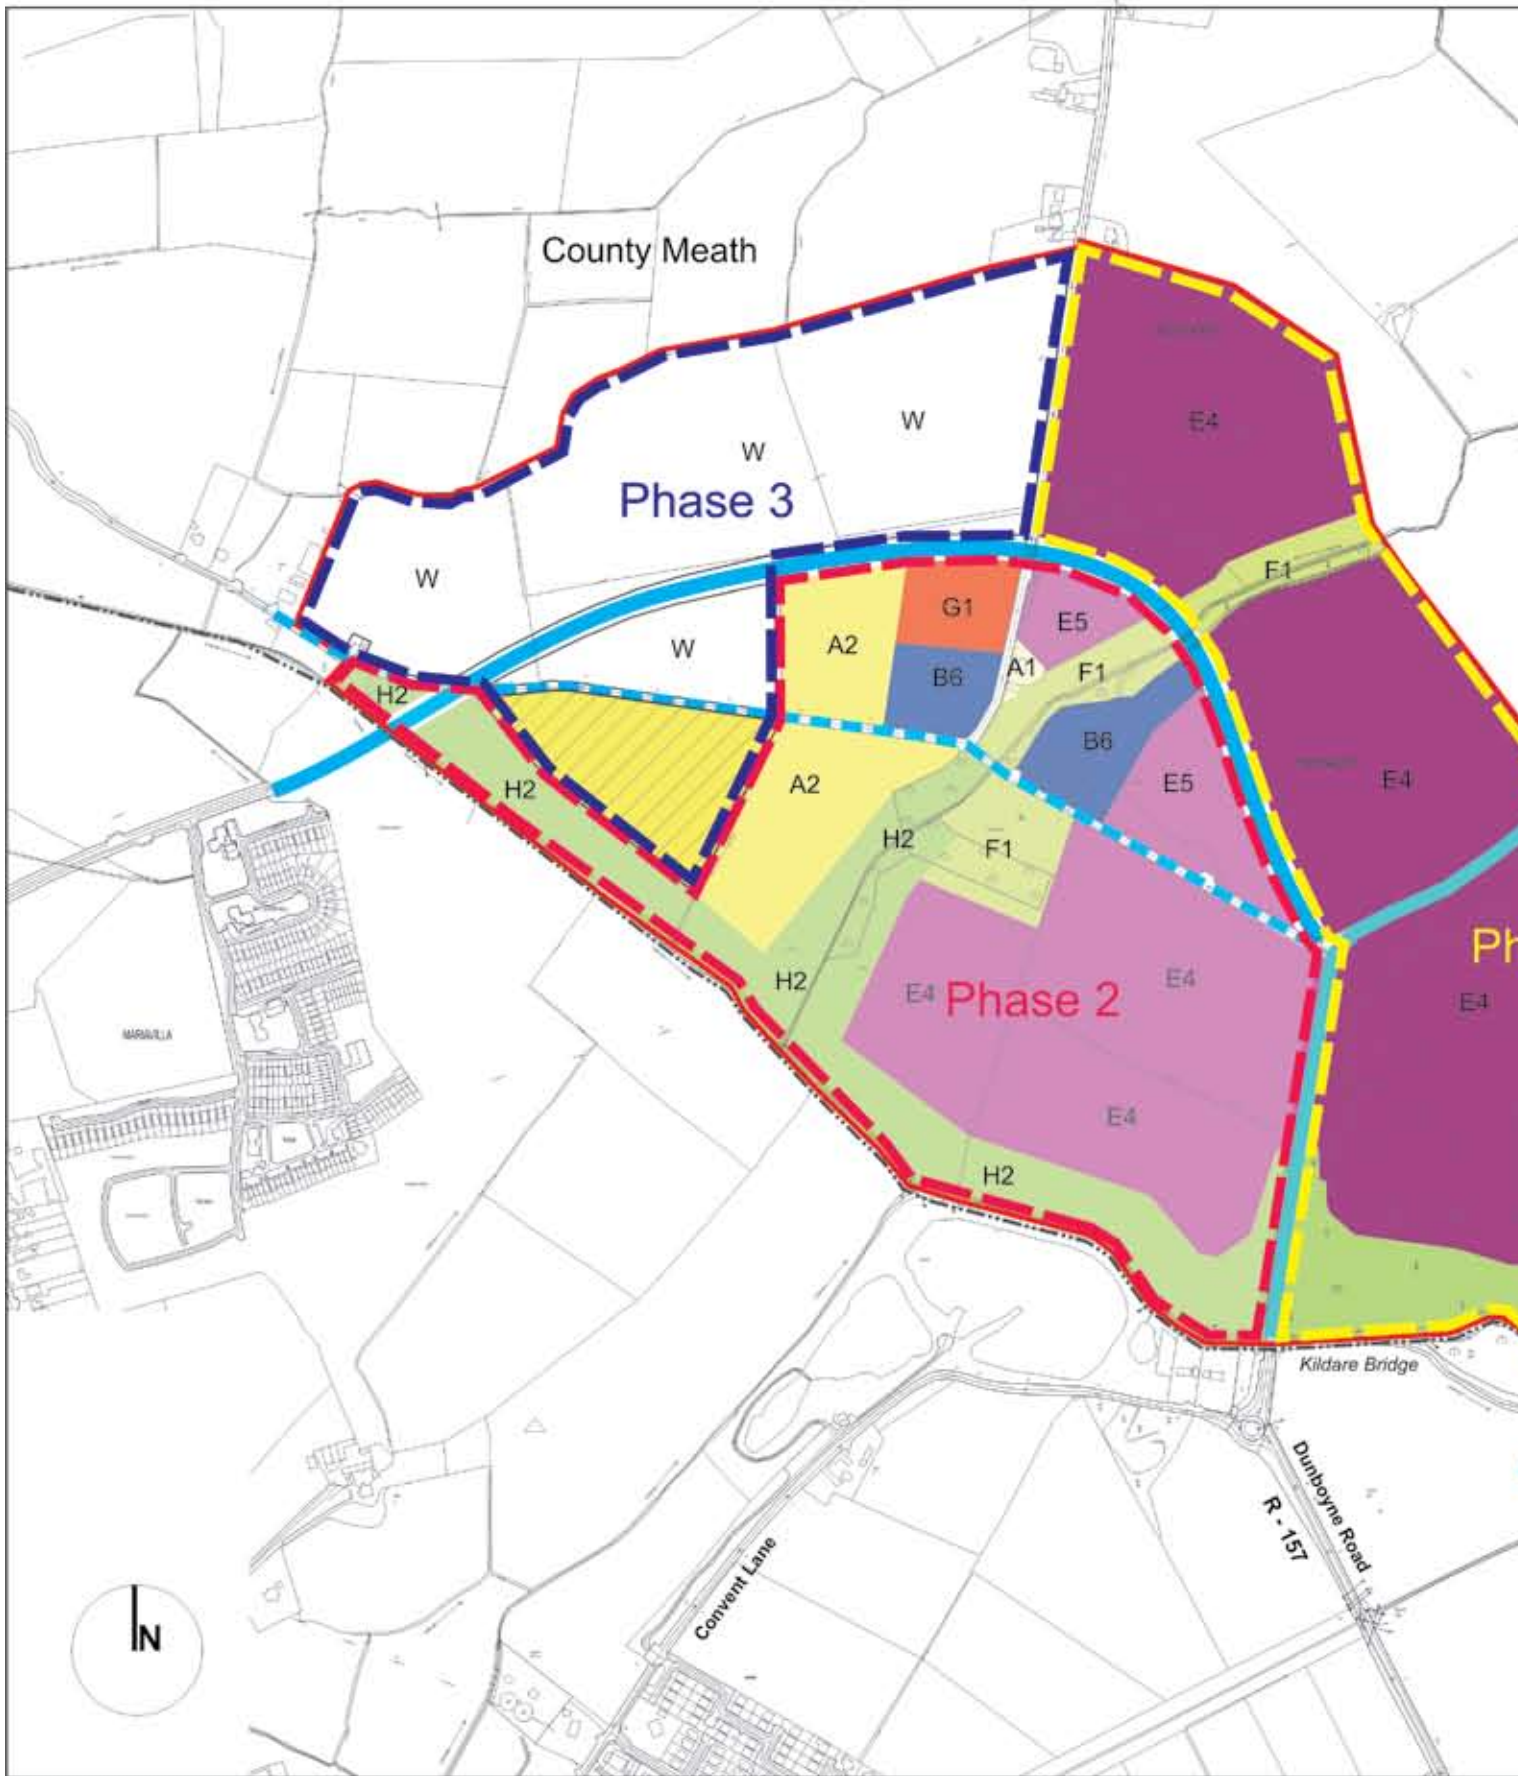 County Meath
E4
W
W
Phase 3
F1
W
G1
E5
W
A2
A1
F1
B6
H2
B6
E4
A2
E5
H2
H2
F1
Ph
H2
E4
E4
Phase 2
E4
MARIAVILLA
E4
H2
Kildare Bridge
Dunboyne Road
R - 157
Convent Lane
N